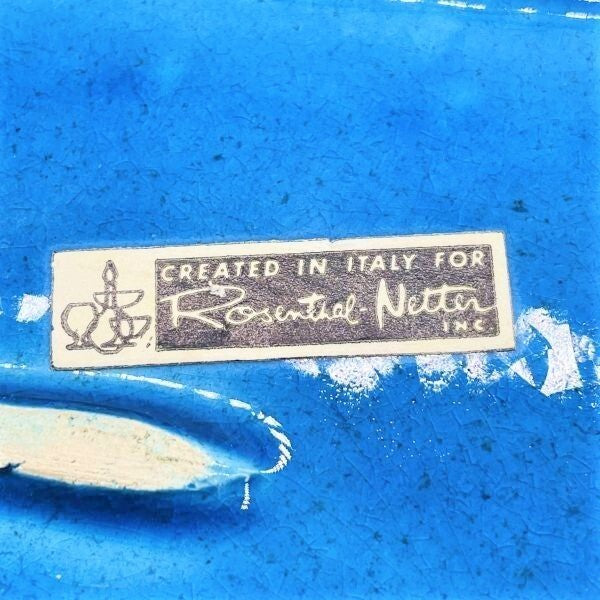 CREATED IN ITALY FOR
Rosenthal-Netter
INC